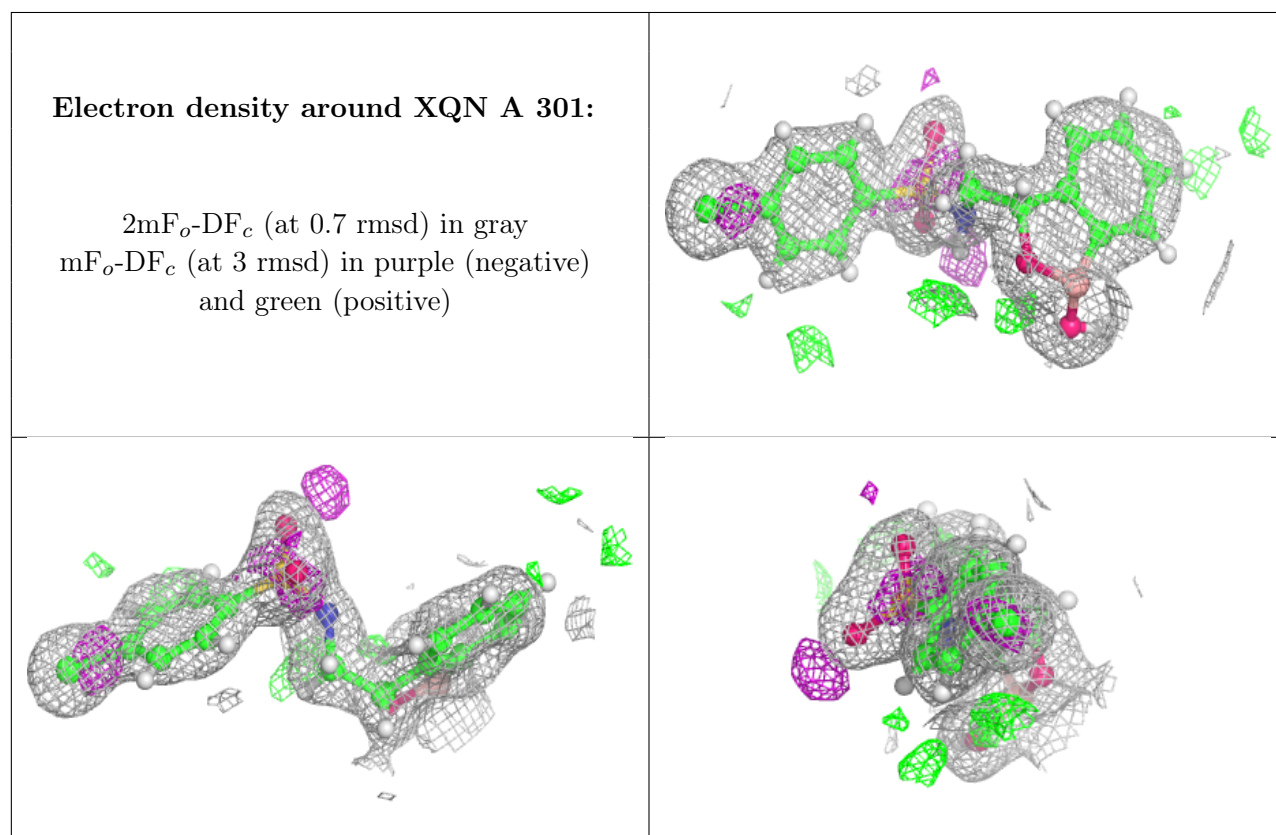 Electron density around XQN A 301:
2mFo-DFc (at 0.7 rmsd) in gray
mFo-DFc (at 3 rmsd) in purple (negative)
and green (positive)